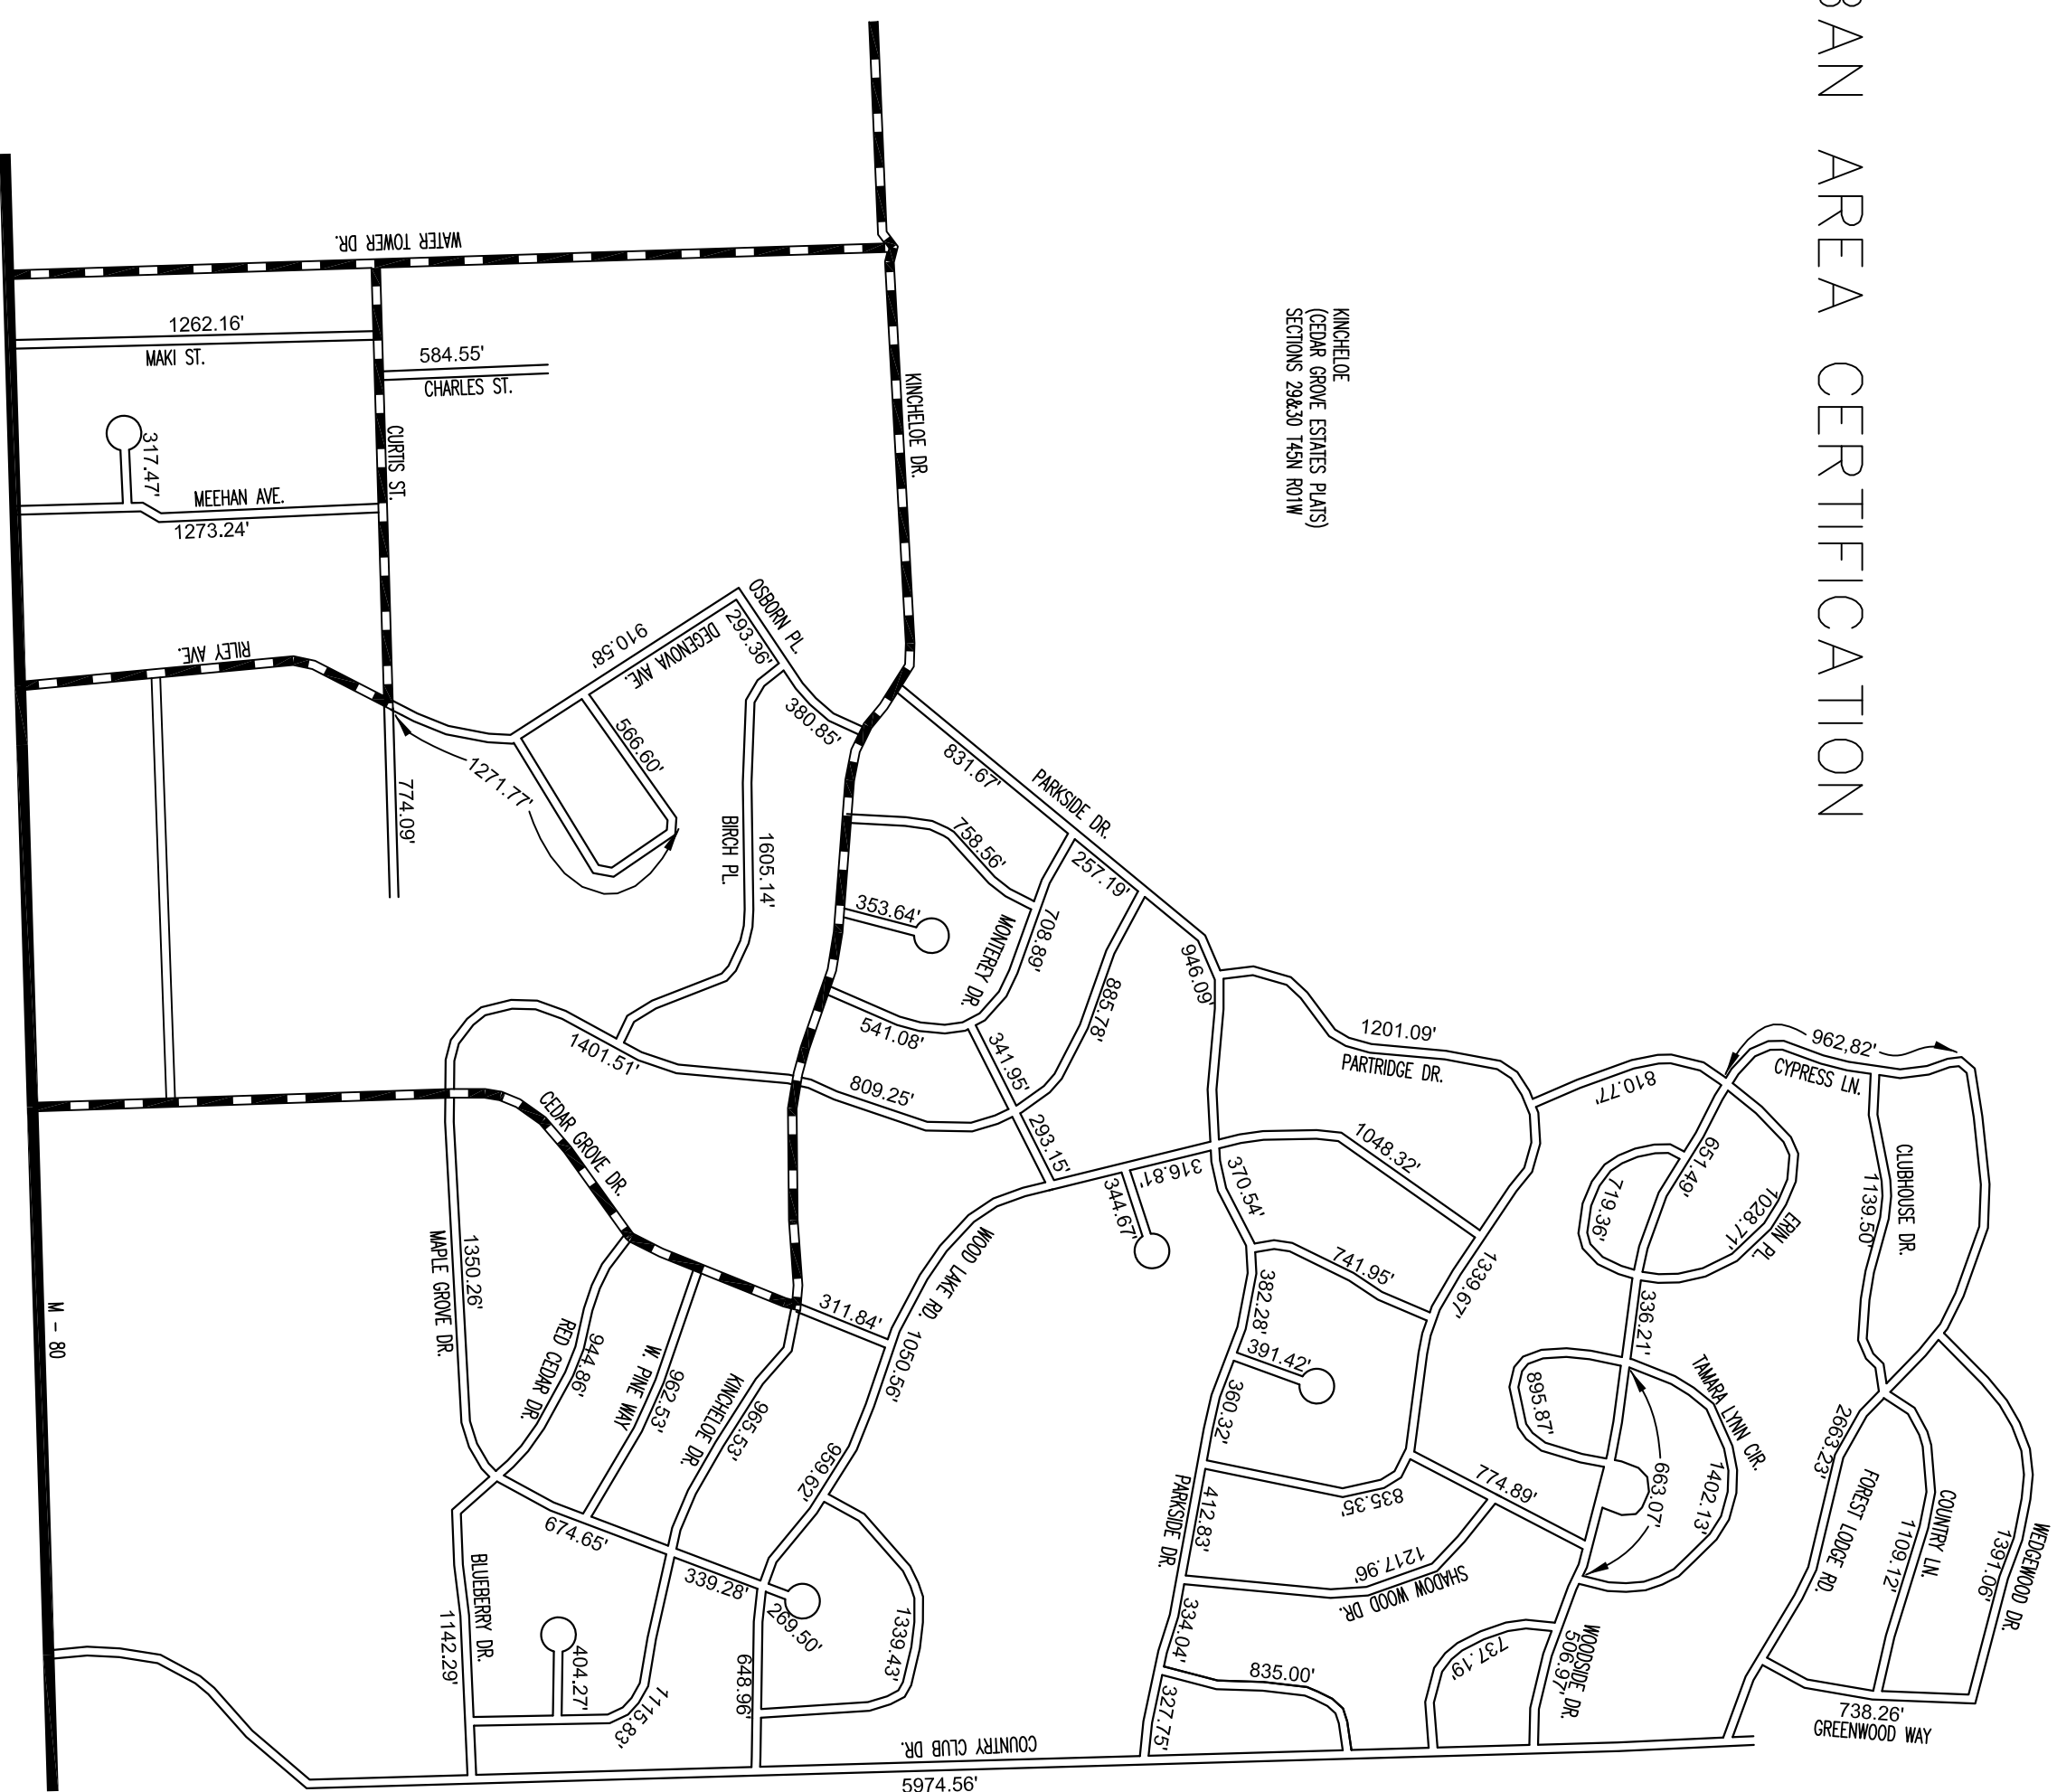 BAN AREA CERTIFICATION
KINCHELOE
(CEDAR GROVE ESTATES PLATS)
SECTIONS 29&30 T45N R01W
WATER TOWER DR.
1262.16'
MAKI ST.
584.55'
CHARLES ST.
KINCHELOE DR.
CURTIS ST.
317.47'
MEEHAN AVE.
1273.24'
RILEY AVE.
OSBORN PL.
293.36'
DEGENOVA AVE.
910.58'
380.85'
566.60'
1271.77'
774.09'
BIRCH PL.
1605.14'
831.67'
PARKSIDE DR.
758.56'
257.19'
353.64'
MONTEREY DR.
708.89'
885.78'
946.09'
541.08'
341.95'
1401.51'
809.25'
293.15'
1201.09'
PARTRIDGE DR.
810.77'
962,82'
CYPRESS LN.
CLUBHOUSE DR.
1139.50'
651.49'
719.36'
1028.71'
ERIN PL.
CEDAR GROVE DR.
316.81'
344.67'
370.54'
1048.32'
741.95'
1339.67'
336.21'
MAPLE GROVE DR.
1350.26'
WOOD LAKE RD.
311.84'
1050.56'
382.28'
391.42'
360.32'
M - 80
RED CEDAR DR.
944.86'
W. PINE WAY
962.53'
KINCHELOE DR.
965.53'
959.62'
895.87'
TAMARA LYNN CIR.
1402.13'
663.07'
2663.23'
FOREST LODGE RD.
COUNTRY LN.
1109.12'
WEDGEWOOD DR.
1391.06'
PARKSIDE DR.
412.83'
835.35'
774.89'
1217.96'
SHADOW WOOD DR.
674.65'
339.28'
269.50'
1339.43'
BLUEBERRY DR.
1142.29'
404.27'
1115.83'
648.96'
334.04'
835.00'
327.75'
737.19'
WOODSIDE DR.
506.97'
738.26'
GREENWOOD WAY
COUNTRY CLUB DR.
5974.56'